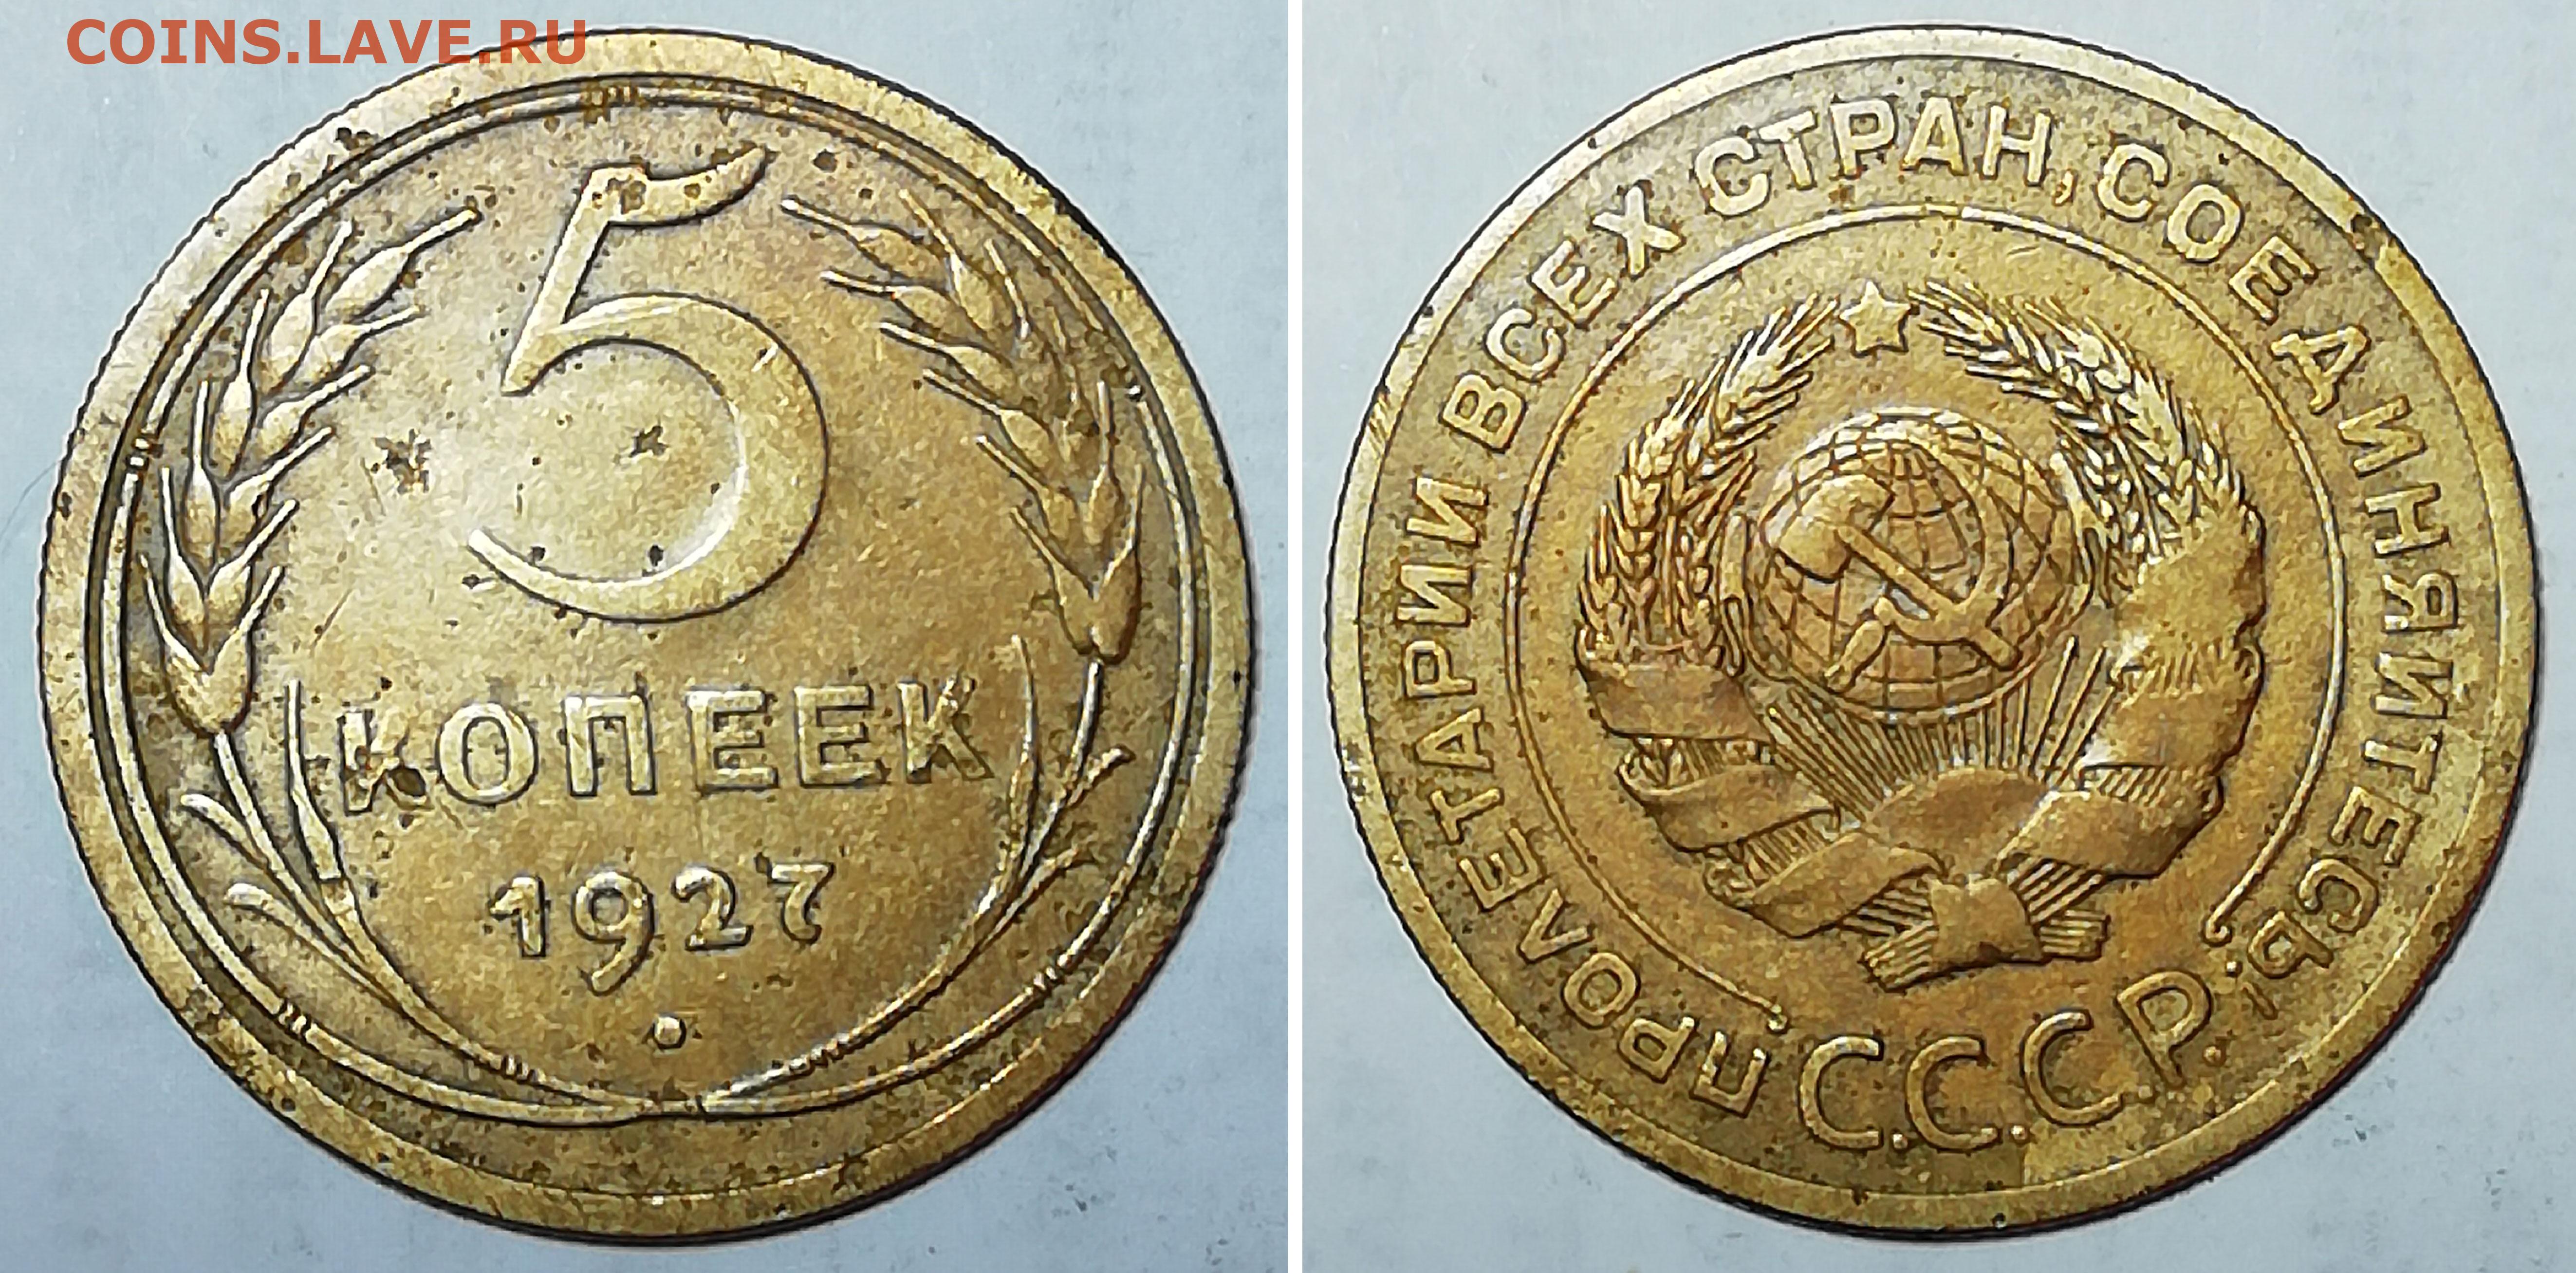 COINS.LAVE.RU
5
КОПЕЕК
1927
ПРОЛЕТАРИИ ВСЕХ СТРАН, СОЕДИНЯЙТЕСЬ!
С.С.С.Р.